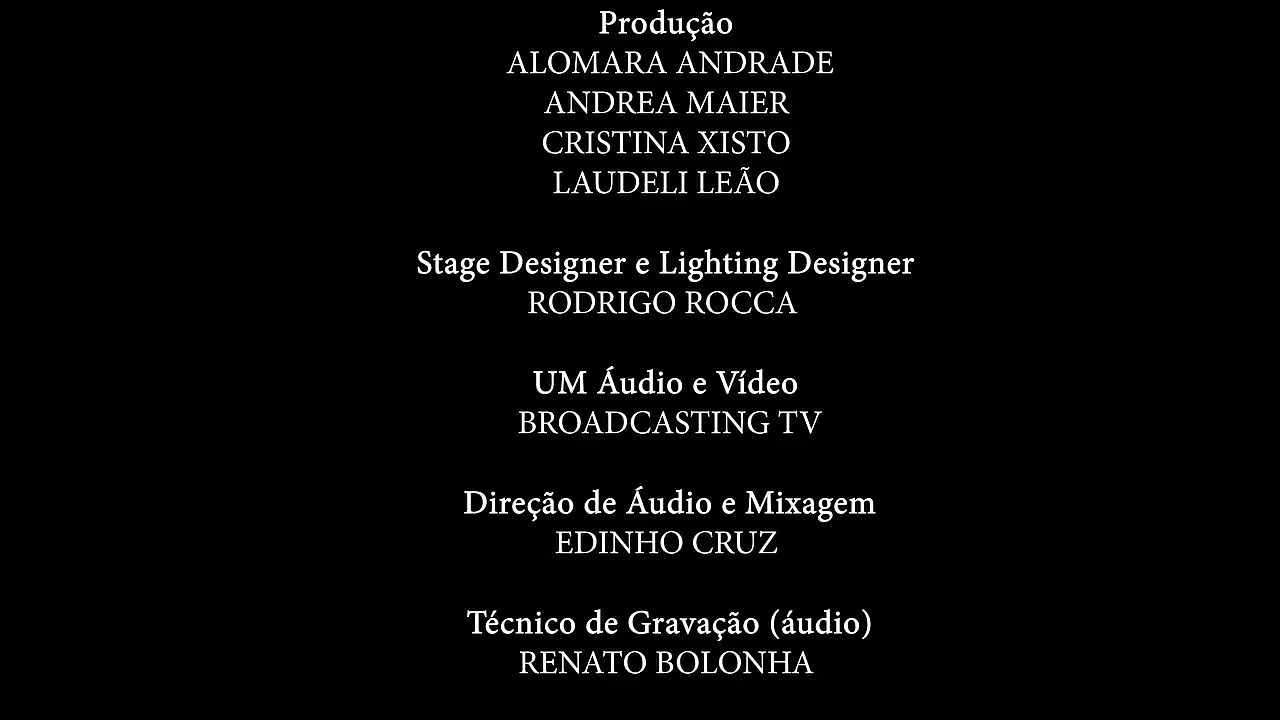 Produção
ALOMARA ANDRADE
ANDREA MAIER
CRISTINA XISTO
LAUDELI LEÃO
Stage Designer e Lighting Designer
RODRIGO ROCCA
UM Áudio e Vídeo
BROADCASTING TV
Direção de Áudio e Mixagem
EDINHO CRUZ
Técnico de Gravação (áudio)
RENATO BOLONHA